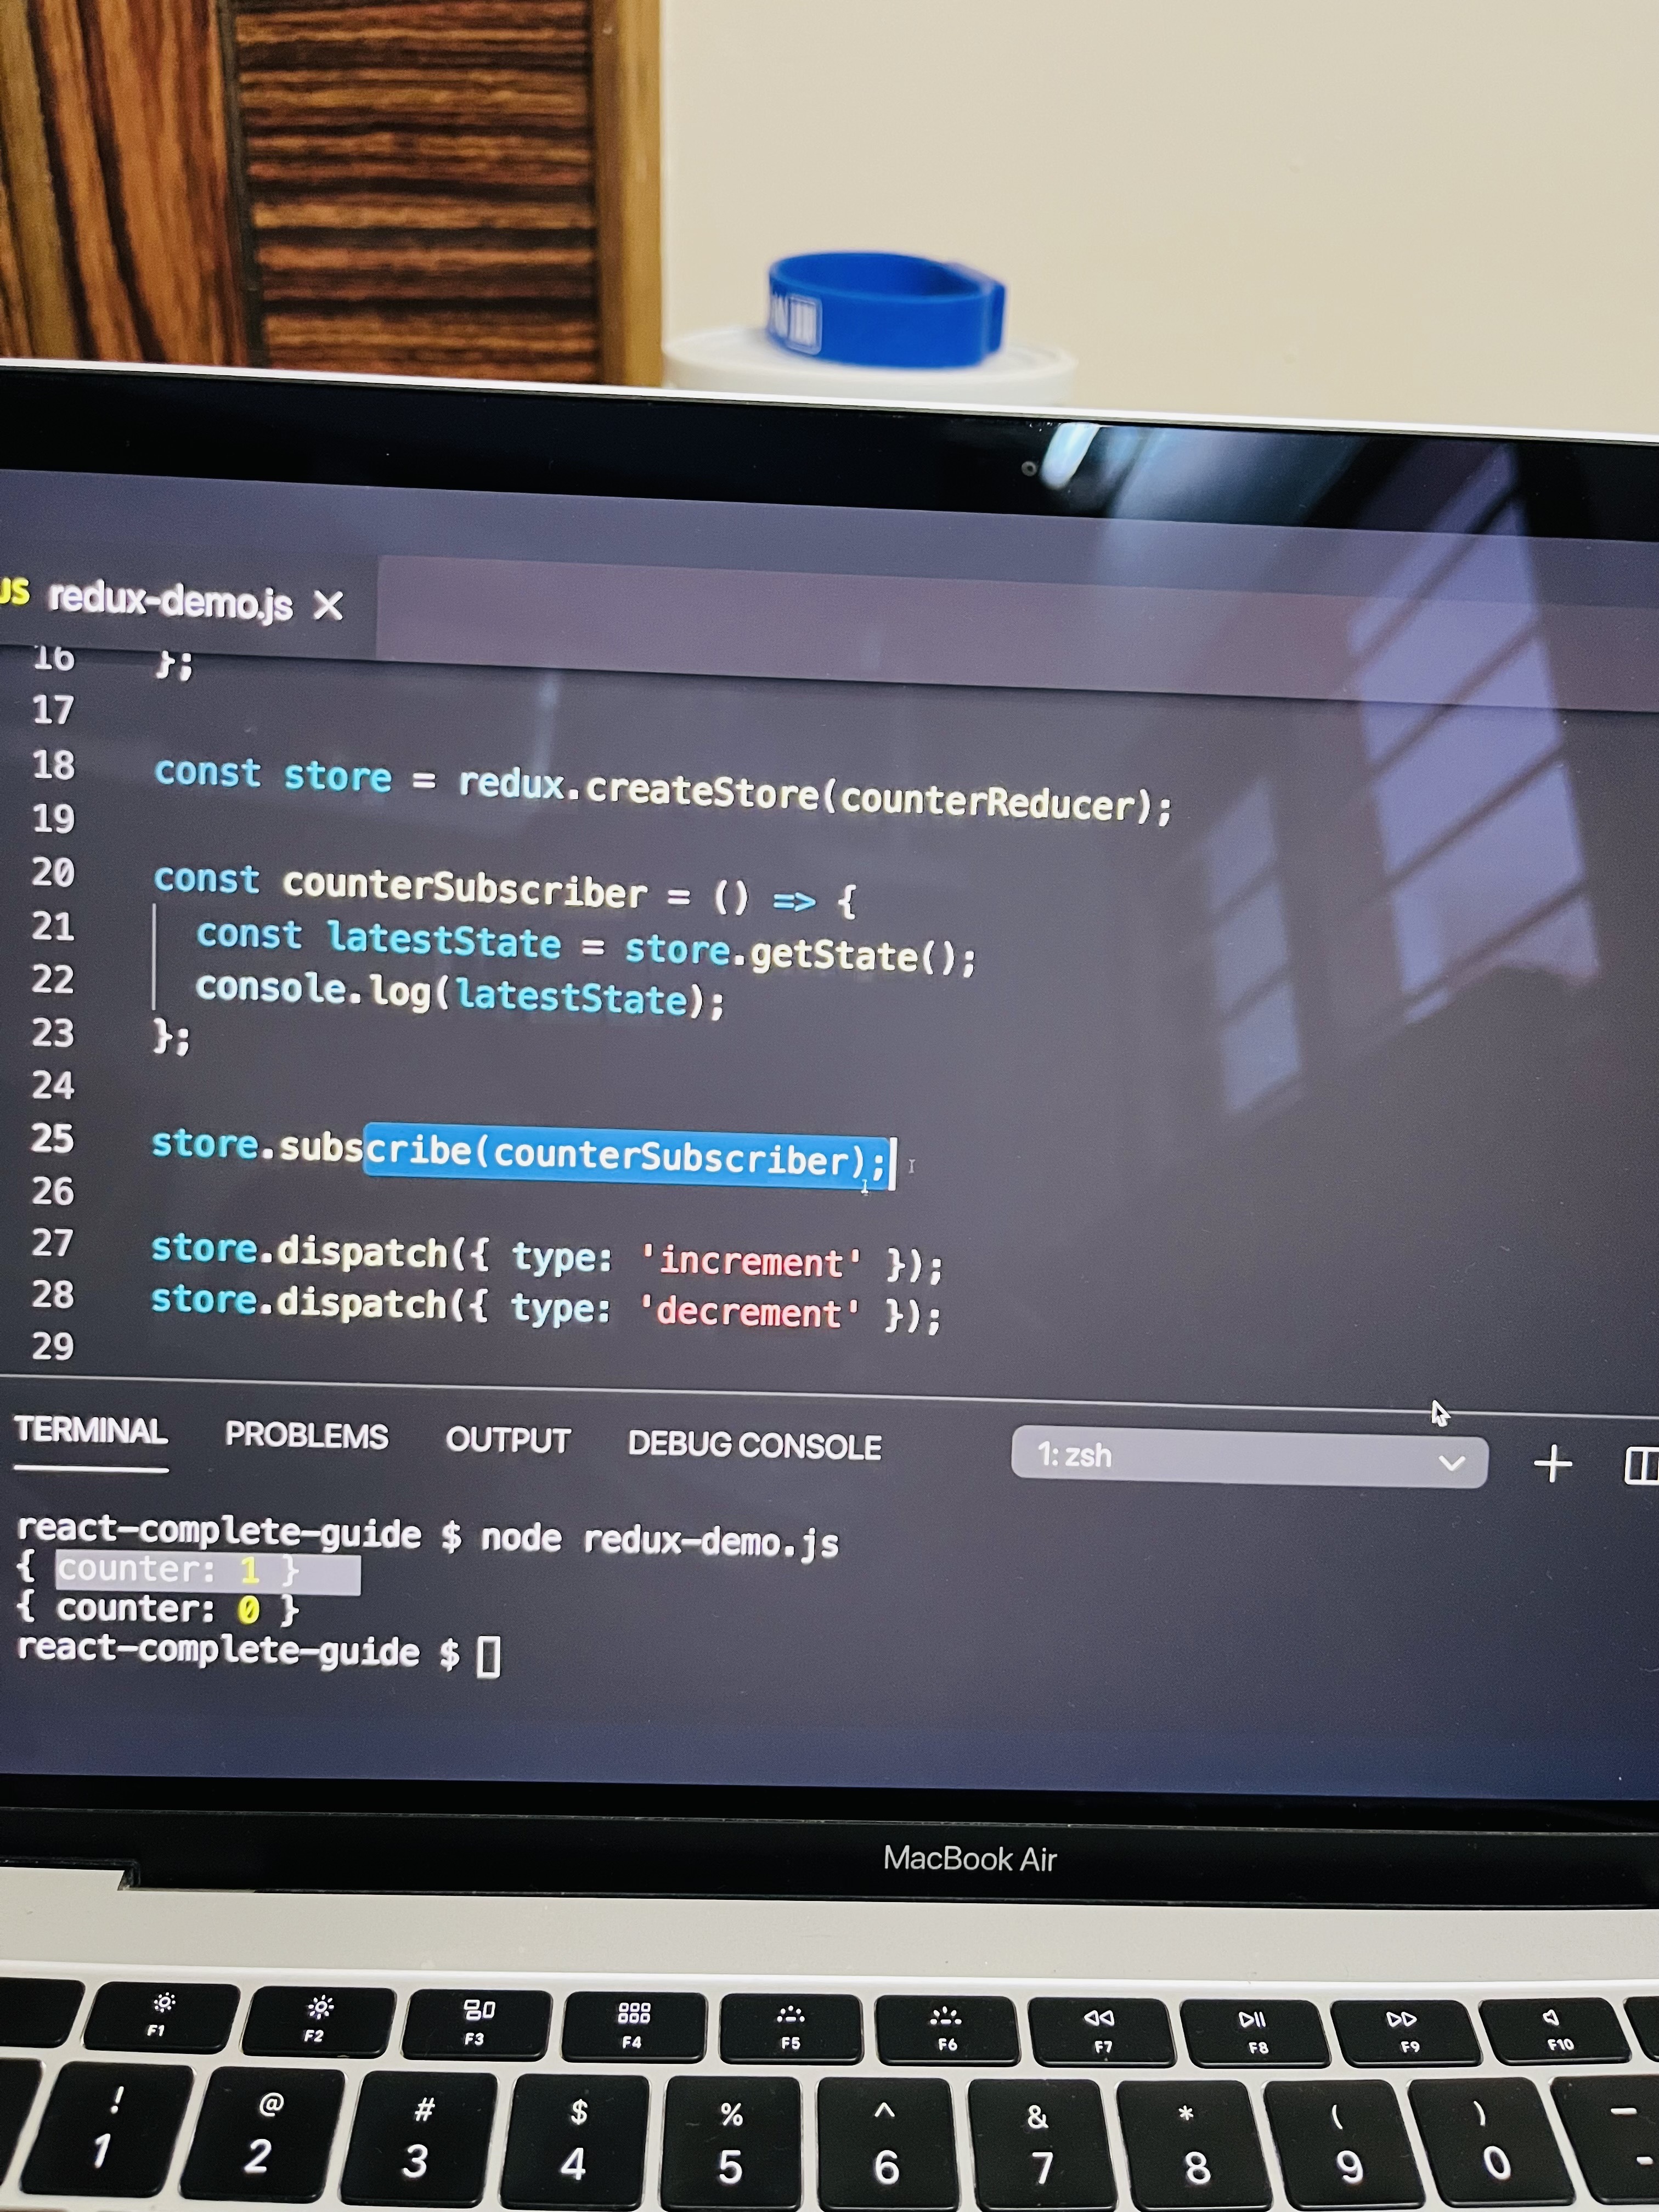 JS redux-demo.js ×
16 };
17
18 const store = redux.createStore(counterReducer);
19
20 const counterSubscriber = () => {
21 const latestState = store.getState();
22 console.log(latestState);
23 };
24
25 store.subscribe(counterSubscriber);
26
27 store.dispatch({ type: 'increment' });
28 store.dispatch({ type: 'decrement' });
29
TERMINAL PROBLEMS OUTPUT DEBUG CONSOLE 1: zsh +
react-complete-guide $ node redux-demo.js
{ counter: 1 }
{ counter: 0 }
react-complete-guide $
MacBook Air
F1 F2 F3 F4 F5 F6 F7 F8 F9 F10
! @ # $ % ^ & * ( ) –
1 2 3 4 5 6 7 8 9 0 -